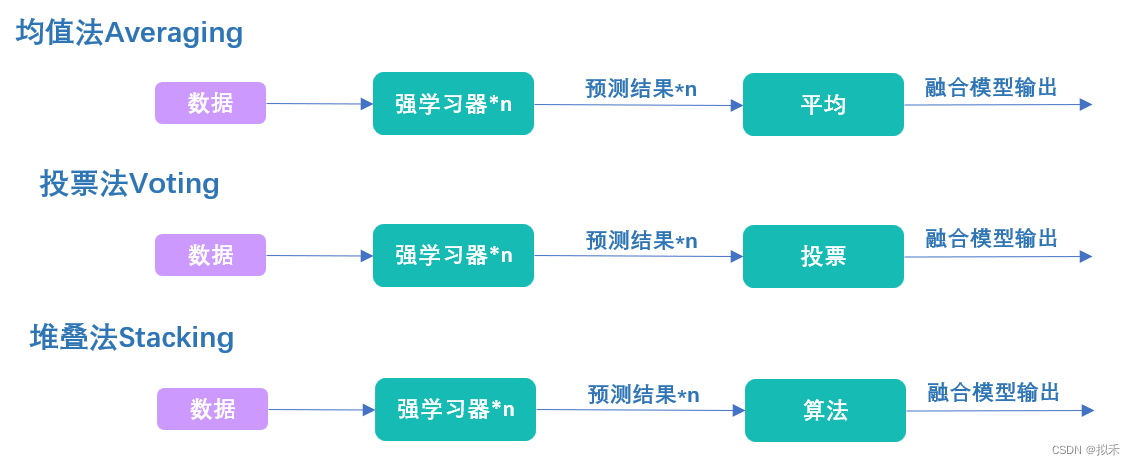 均值法Averaging
数据
强学习器*n
预测结果*n
平均
融合模型输出
投票法Voting
数据
强学习器*n
预测结果*n
投票
融合模型输出
堆叠法Stacking
数据
强学习器*n
预测结果*n
算法
融合模型输出
CSDN @拟禾